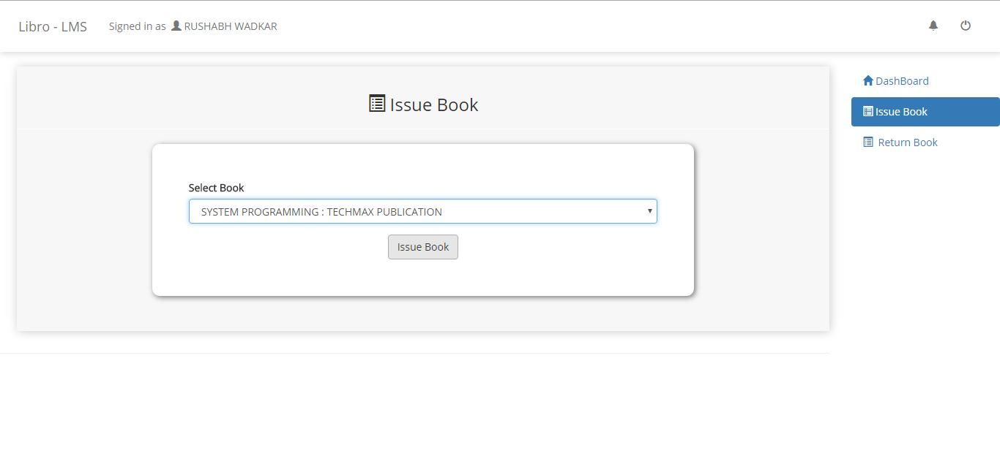 Libro - LMS Signed in as RUSHABH WADKAR
Issue Book
Select Book
SYSTEM PROGRAMMING : TECHMAX PUBLICATION
Issue Book
DashBoard
Issue Book
Return Book